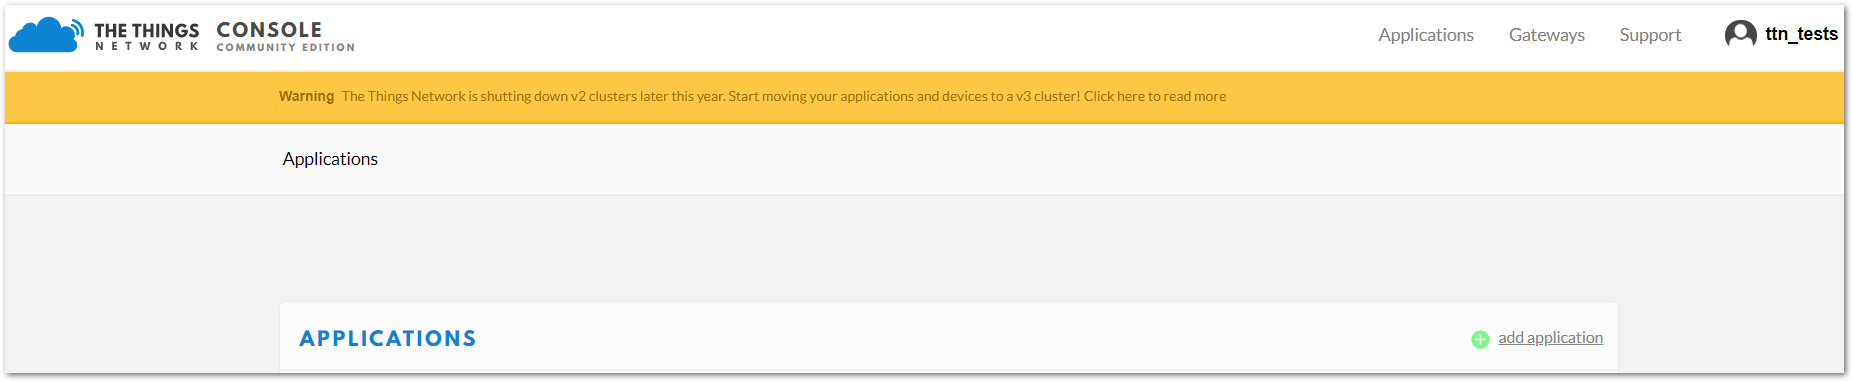 THE THINGS NETWORK CONSOLE COMMUNITY EDITION
Applications Gateways Support ttn_tests
Warning The Things Network is shutting down v2 clusters later this year. Start moving your applications and devices to a v3 cluster! Click here to read more
Applications
APPLICATIONS add application